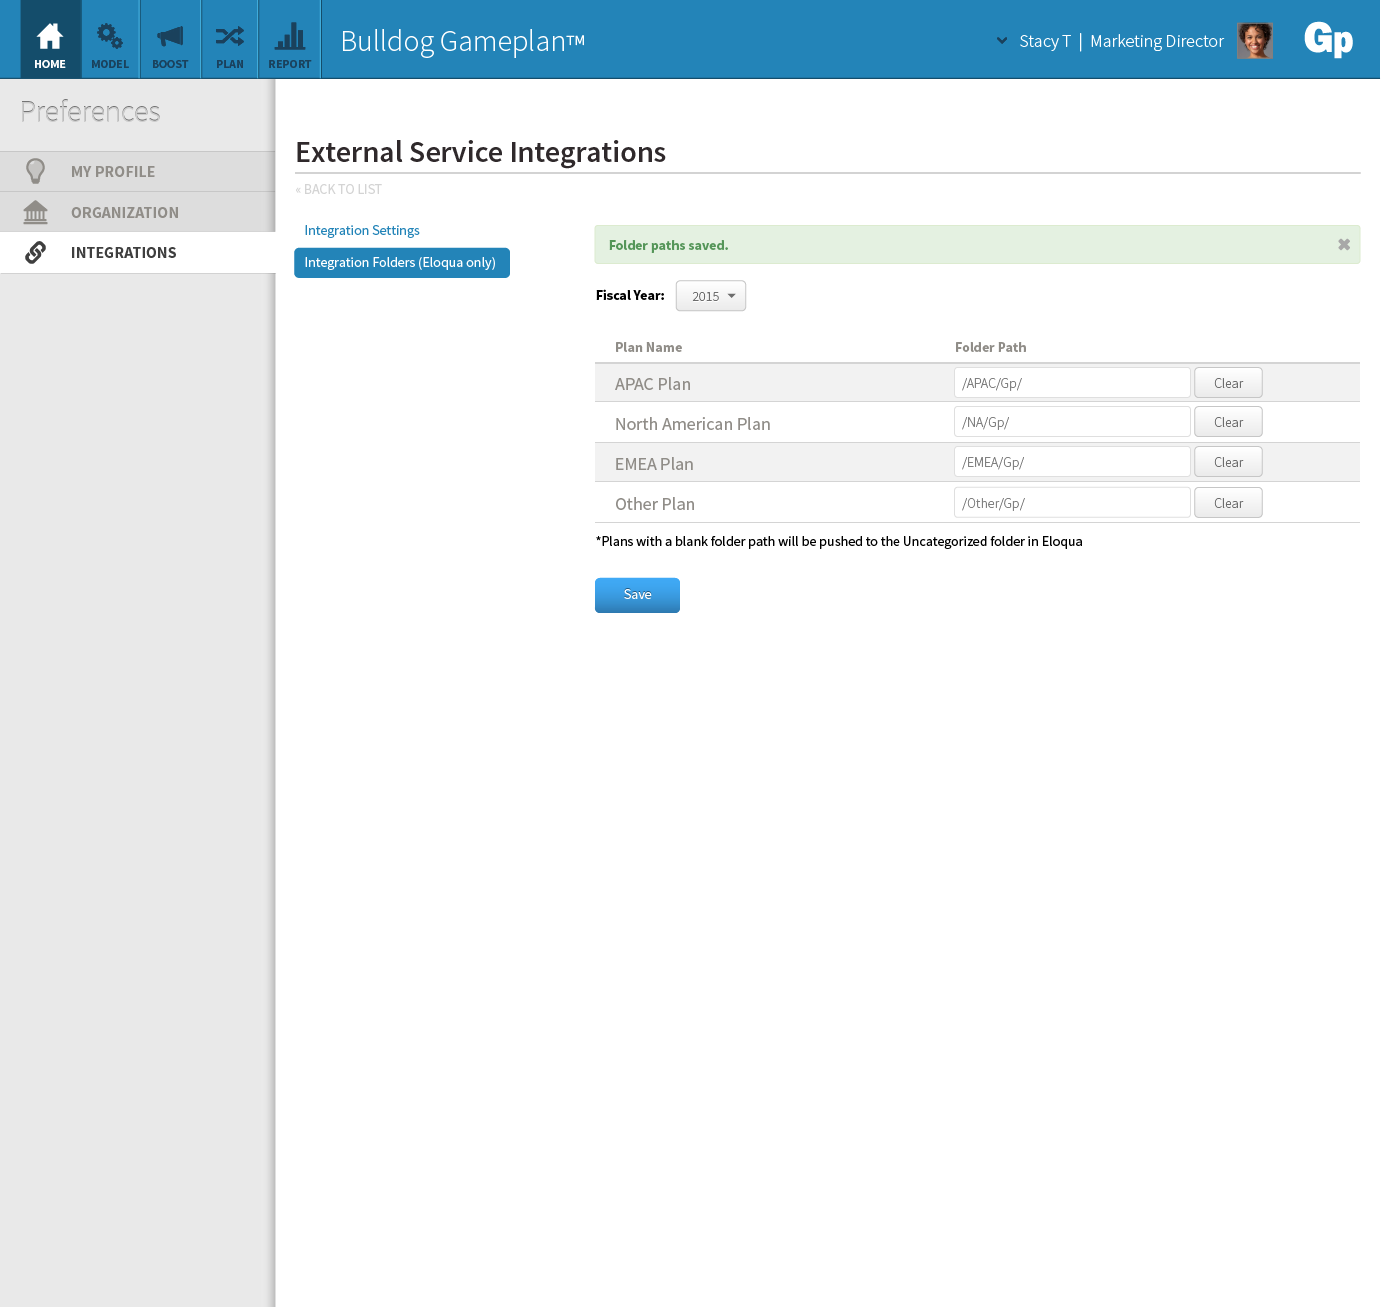 HOME
MODEL
BOOST
PLAN
REPORT
Bulldog Gameplan™
Stacy T | Marketing Director
Gp
Preferences
MY PROFILE
ORGANIZATION
INTEGRATIONS
External Service Integrations
« BACK TO LIST
Integration Settings
Integration Folders (Eloqua only)
Folder paths saved.
Fiscal Year: 2015
Plan Name Folder Path
APAC Plan /APAC/Gp/ Clear
North American Plan /NA/Gp/ Clear
EMEA Plan /EMEA/Gp/ Clear
Other Plan /Other/Gp/ Clear
*Plans with a blank folder path will be pushed to the Uncategorized folder in Eloqua
Save